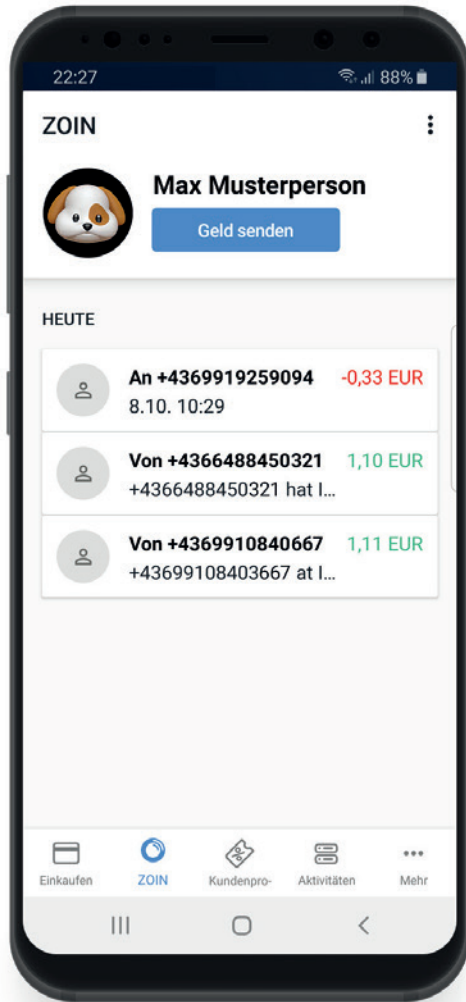 22:27 88%
ZOIN
Max Musterperson
Geld senden
HEUTE
An +4369919259094 -0,33 EUR
8.10. 10:29
Von +4366488450321 1,10 EUR
+4366488450321 hat I...
Von +4369910840667 1,11 EUR
+43699108403667 at I...
Einkaufen ZOIN Kundenpro- Aktivitäten Mehr